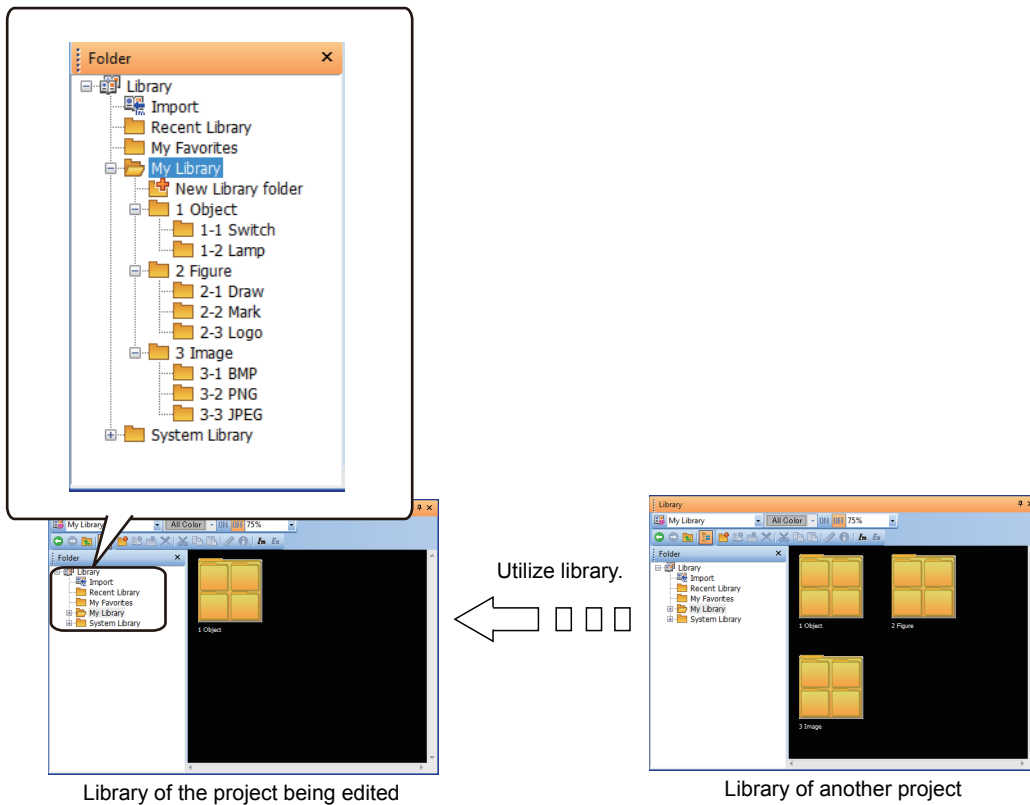 Folder
Library
Import
Recent Library
My Favorites
My Library
New Library folder
1 Object
1-1 Switch
1-2 Lamp
2 Figure
2-1 Draw
2-2 Mark
2-3 Logo
3 Image
3-1 BMP
3-2 PNG
3-3 JPEG
System Library
My Library All Color ON OFF 75%
Folder
Library
Import
Recent Library
My Favorites
My Library
System Library
1 Object
Library of the project being edited
Utilize library.
Library
My Library All Color ON OFF 75%
Folder
Library
Import
Recent Library
My Favorites
My Library
System Library
1 Object
2 Figure
3 Image
Library of another project